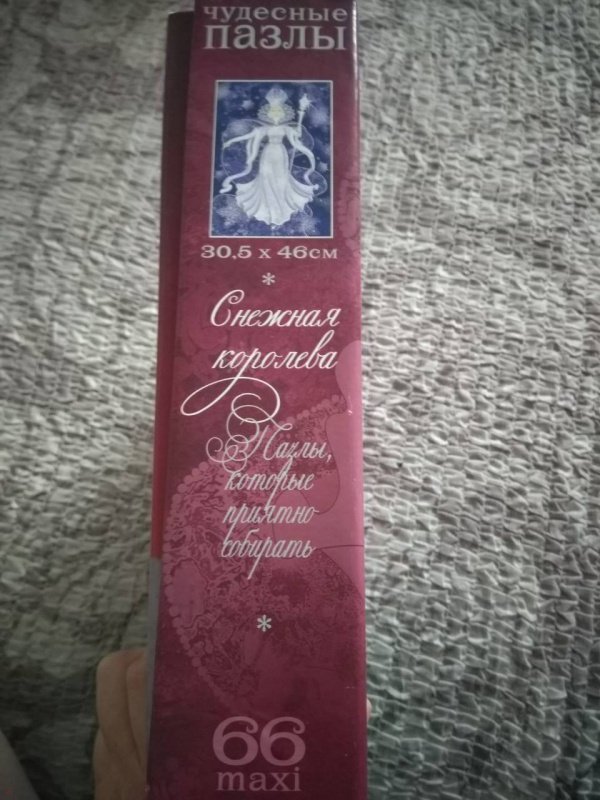 чудесные
пазлы
30,5 x 46см
*
Снежная
королева
Пазлы,
которые
приятно
собирать
*
66
maxi